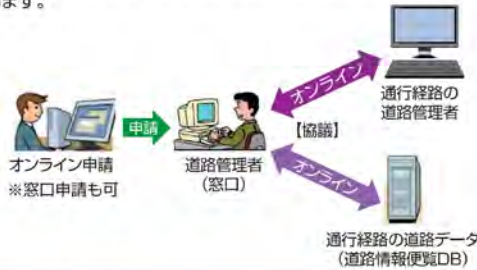 ます。
オンライン
通行経路の
道路管理者
申請
【協議】
オンライン申請
※窓口申請も可
道路管理者
（窓口）
オンライン
通行経路の道路データ
（道路情報便覧DB）